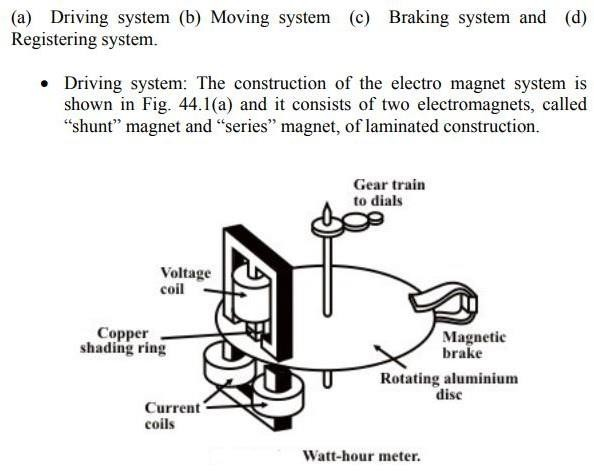 (a) Driving system (b) Moving system (c) Braking system and (d)
Registering system.
• Driving system: The construction of the electro magnet system is
shown in Fig. 44.1(a) and it consists of two electromagnets, called
“shunt” magnet and “series” magnet, of laminated construction.
Gear train
to dials
Voltage
coil
Copper
shading ring
Magnetic
brake
Rotating aluminium
disc
Current
coils
Watt-hour meter.